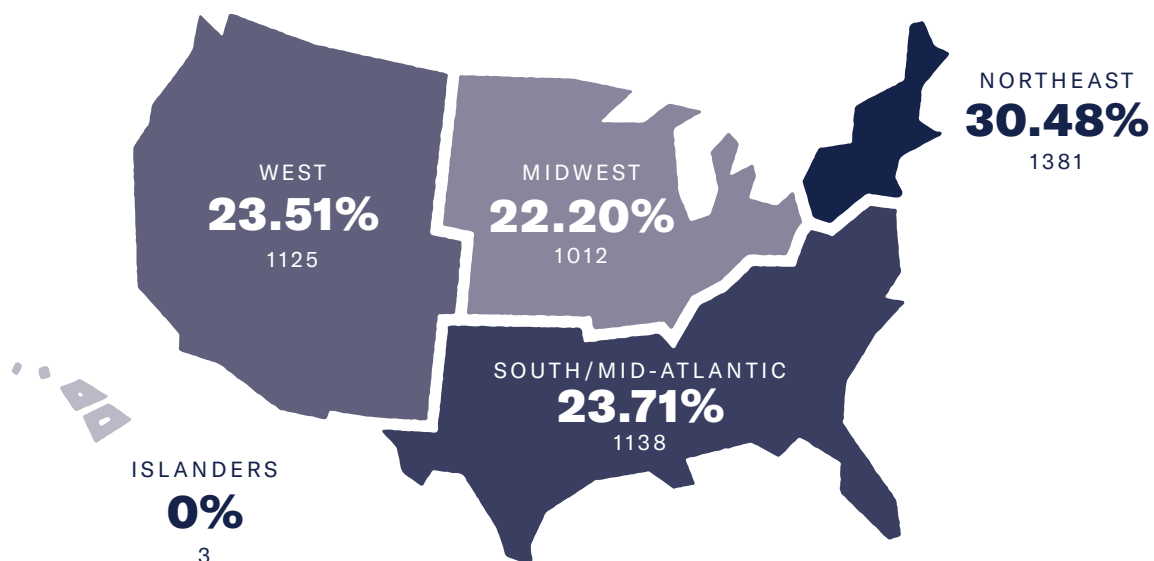 NORTHEAST
30.48%
1381
WEST
23.51%
1125
MIDWEST
22.20%
1012
SOUTH/MID-ATLANTIC
23.71%
1138
ISLANDERS
0%
3